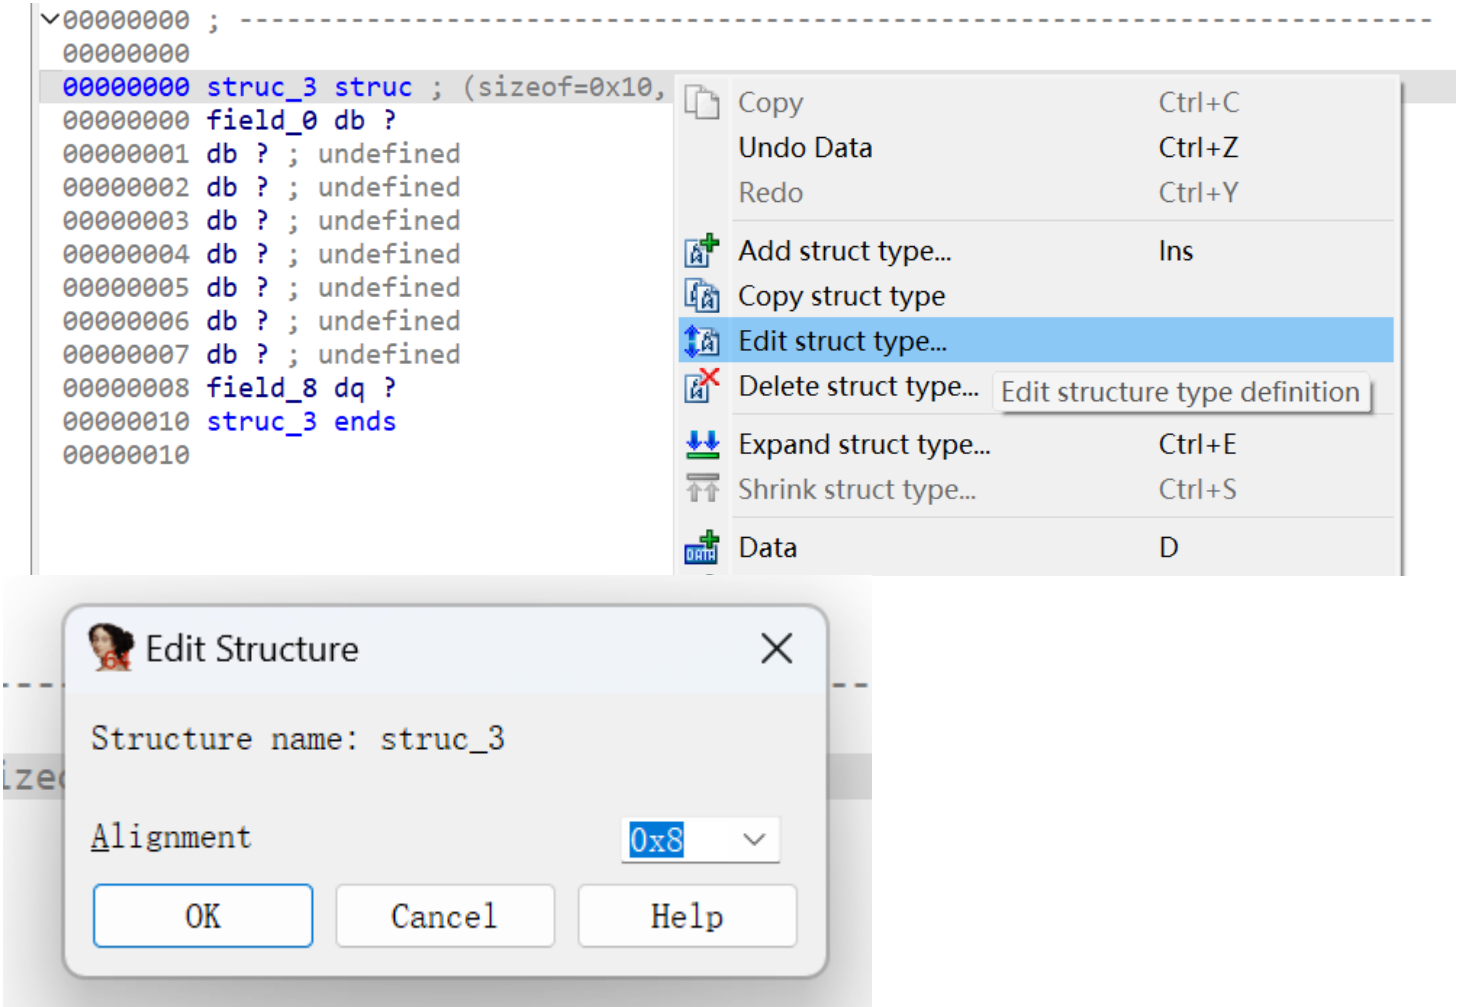 00000000 ; ---------------------------------------------------------------------------
00000000
00000000 struc_3 struc ; (sizeof=0x10,
00000000 field_0 db ?
00000001 db ? ; undefined
00000002 db ? ; undefined
00000003 db ? ; undefined
00000004 db ? ; undefined
00000005 db ? ; undefined
00000006 db ? ; undefined
00000007 db ? ; undefined
00000008 field_8 dq ?
00000010 struc_3 ends
00000010
Copy Ctrl+C
Undo Data Ctrl+Z
Redo Ctrl+Y
Add struct type... Ins
Copy struct type
Edit struct type...
Delete struct type...
Edit structure type definition
Expand struct type... Ctrl+E
Shrink struct type... Ctrl+S
DATA
Data D
64
Edit Structure
Structure name: struc_3
izeo
Alignment 0x8
OK Cancel Help